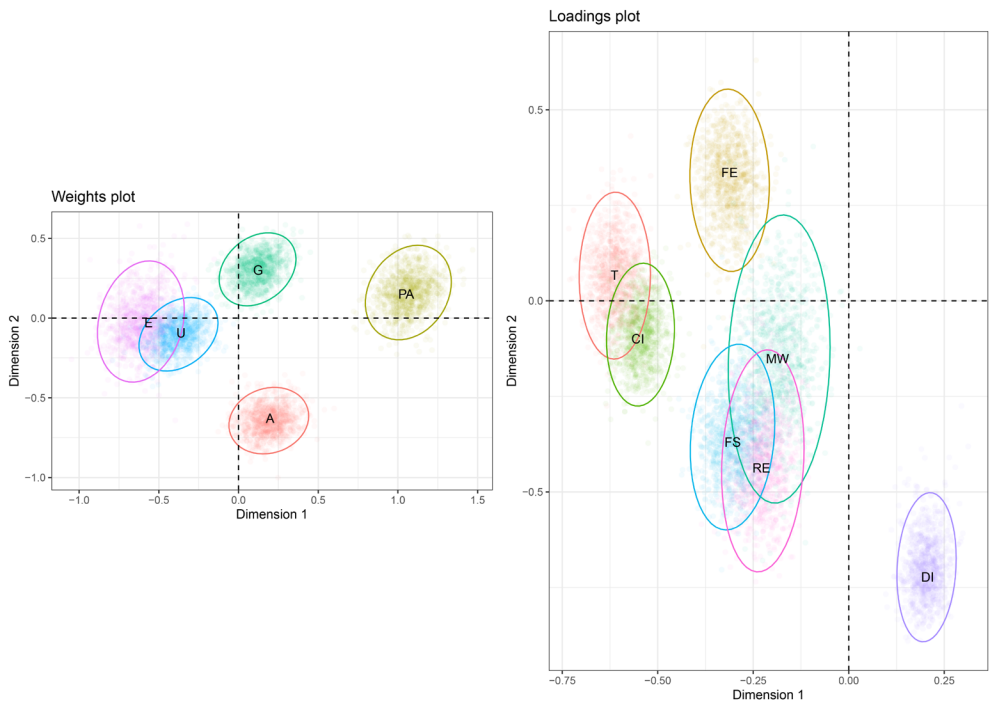 Weights plot
Dimension 2
0.5
0.0
−0.5
−1.0
G
PA
E
U
A
−1.0
−0.5
0.0
0.5
1.0
1.5
Dimension 1
Loadings plot
Dimension 2
0.5
0.0
−0.5
FE
T
CI
MW
FS
RE
DI
−0.75
−0.50
−0.25
0.00
0.25
Dimension 1